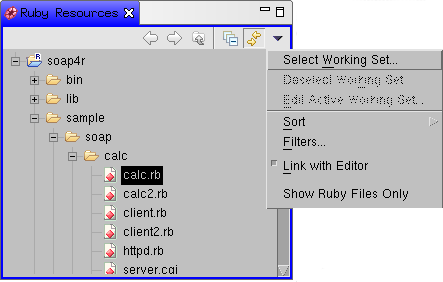 Ruby Resources
soap4r
bin
lib
sample
soap
calc
calc.rb
calc2.rb
client.rb
client2.rb
httpd.rb
server.cgi
Select Working Set...
Deselect Working Set
Edit Active Working Set...
Sort
Filters...
Link with Editor
Show Ruby Files Only